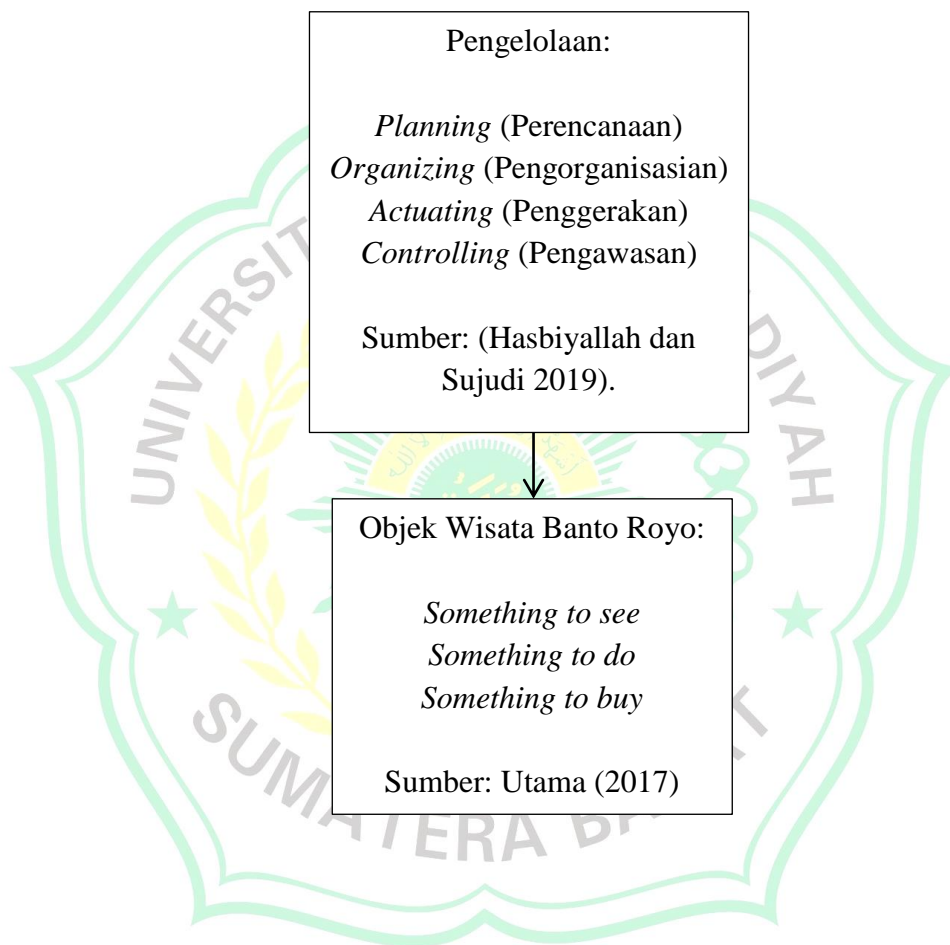 Pengelolaan:
Planning (Perencanaan)
Organizing (Pengorganisasian)
Actuating (Penggerakan)
Controlling (Pengawasan)
Sumber: (Hasbiyallah dan
Sujudi 2019).
Objek Wisata Banto Royo:
Something to see
Something to do
Something to buy
Sumber: Utama (2017)
SUMATERA